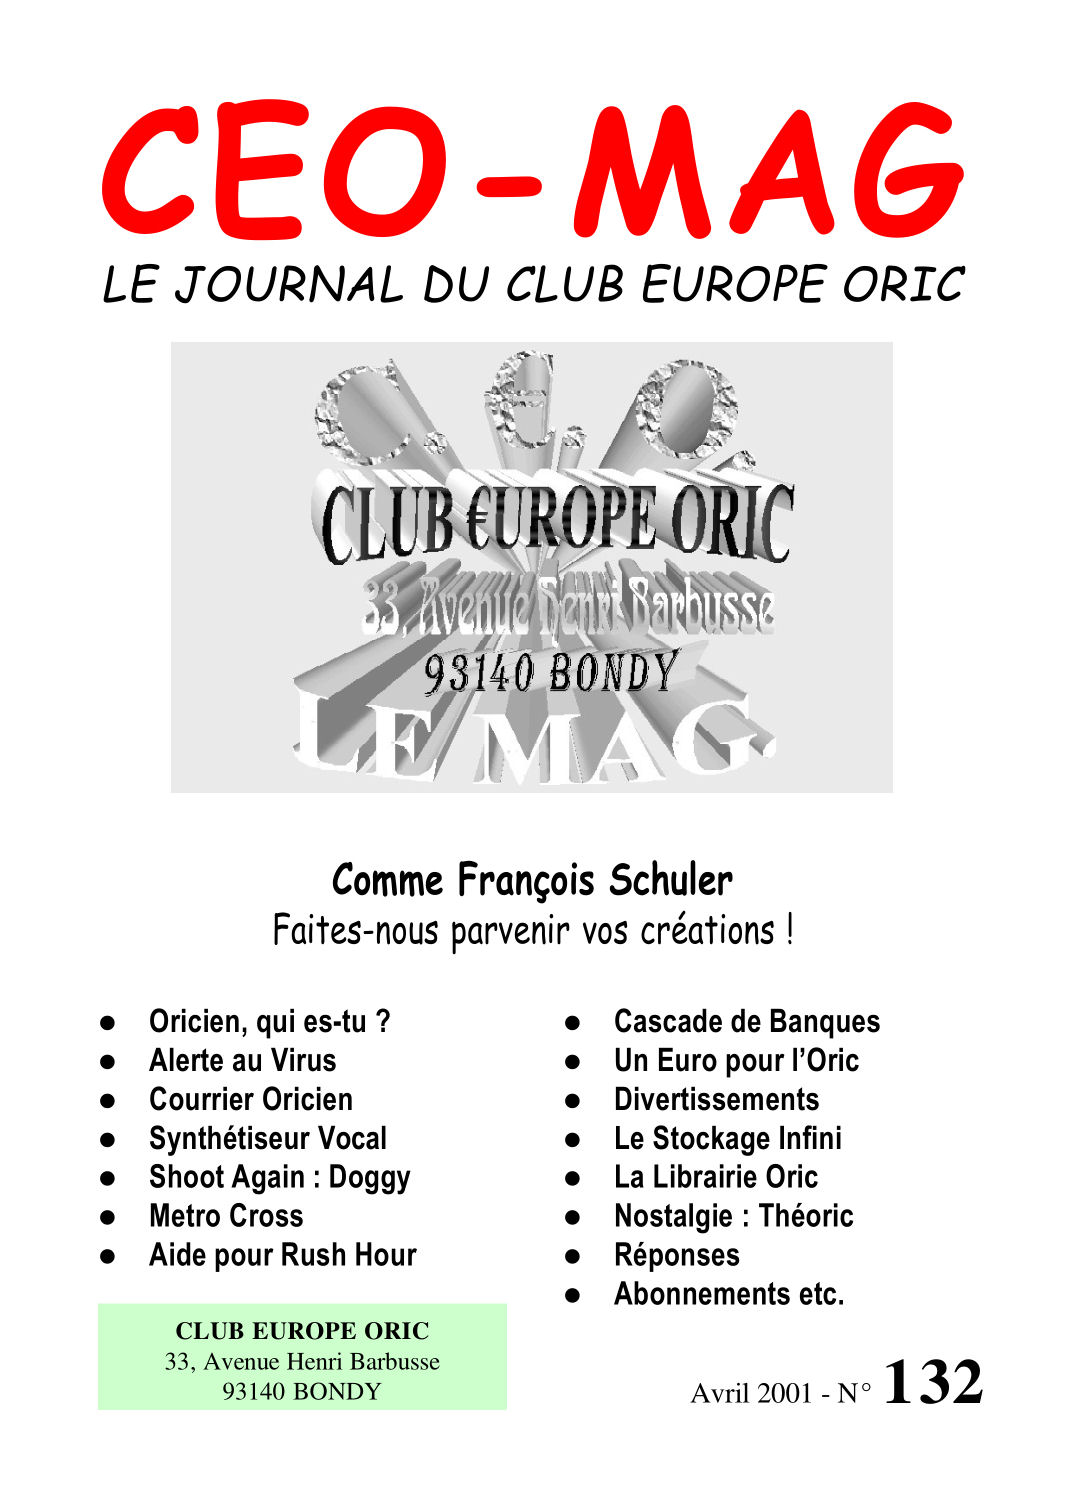 CEO-MAG
LE JOURNAL DU CLUB EUROPE ORIC
C.€.O.
CLUB €UROPE ORIC
33, Avenue Henri Barbusse
93140 BONDY
LE MAG.
Comme François Schuler
Faites-nous parvenir vos créations !
● Oricien, qui es-tu ?
● Alerte au Virus
● Courrier Oricien
● Synthétiseur Vocal
● Shoot Again : Doggy
● Metro Cross
● Aide pour Rush Hour
● Cascade de Banques
● Un Euro pour l’Oric
● Divertissements
● Le Stockage Infini
● La Librairie Oric
● Nostalgie : Théoric
● Réponses
● Abonnements etc.
CLUB EUROPE ORIC
33, Avenue Henri Barbusse
93140 BONDY
Avril 2001 - N° 132